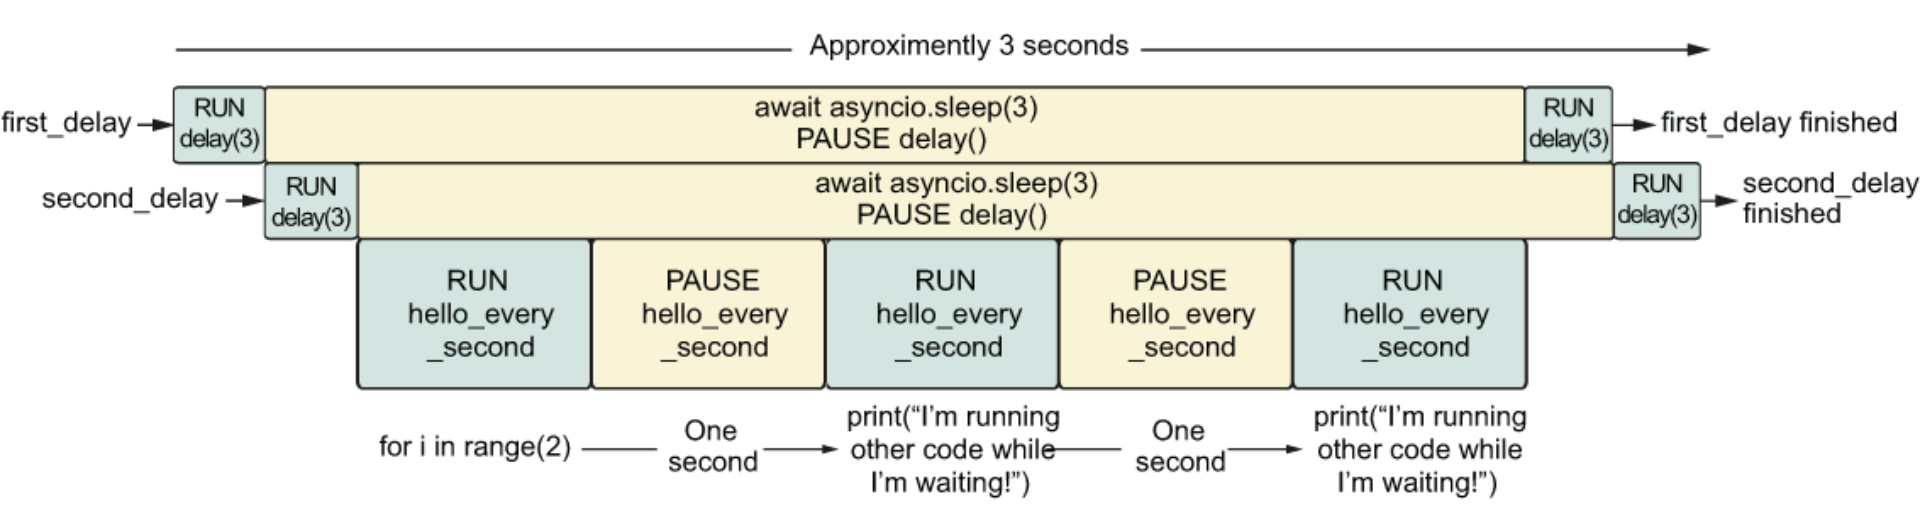 Approximently 3 seconds
first_delay
RUN
delay(3)
await asyncio.sleep(3)
PAUSE delay()
RUN
delay(3)
first_delay finished
second_delay
RUN
delay(3)
await asyncio.sleep(3)
PAUSE delay()
RUN
delay(3)
second_delay
finished
RUN
hello_every
_second
PAUSE
hello_every
_second
RUN
hello_every
_second
PAUSE
hello_every
_second
RUN
hello_every
_second
for i in range(2)
One
second
print(“I’m running
other code while
I’m waiting!”)
One
second
print(“I’m running
other code while
I’m waiting!”)